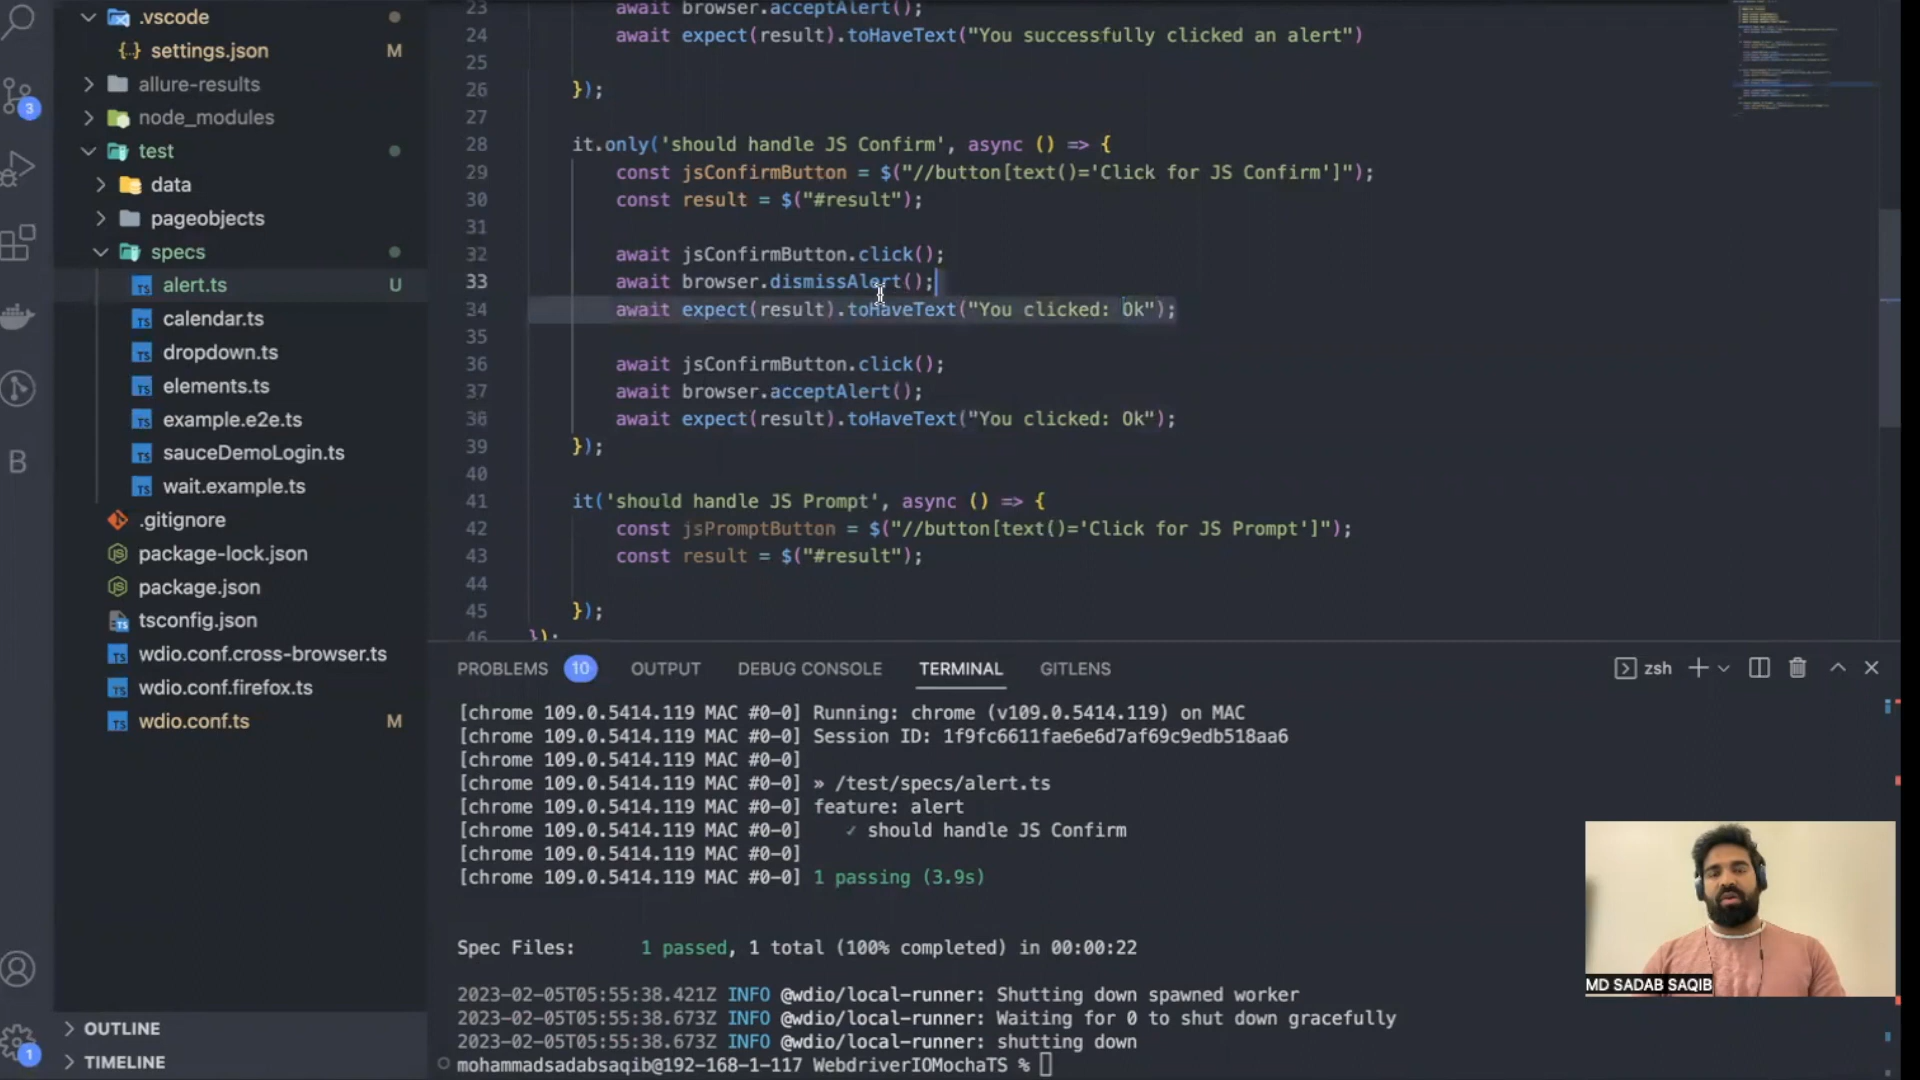 .vscode
settings.json M
allure-results
node_modules
test
data
pageobjects
specs
alert.ts U
calendar.ts
dropdown.ts
elements.ts
example.e2e.ts
sauceDemoLogin.ts
wait.example.ts
.gitignore
package-lock.json
package.json
tsconfig.json
wdio.conf.cross-browser.ts
wdio.conf.firefox.ts
wdio.conf.ts M
OUTLINE
TIMELINE
3
1
23 await browser.acceptAlert();
24 await expect(result).toHaveText("You successfully clicked an alert")
25
26 });
27
28 it.only('should handle JS Confirm', async () => {
29 const jsConfirmButton = $("//button[text()='Click for JS Confirm']");
30 const result = $("#result");
31
32 await jsConfirmButton.click();
33 await browser.dismissAlert();
34 await expect(result).toHaveText("You clicked: Ok");
35
36 await jsConfirmButton.click();
37 await browser.acceptAlert();
38 await expect(result).toHaveText("You clicked: Ok");
39 });
40
41 it('should handle JS Prompt', async () => {
42 const jsPromptButton = $("//button[text()='Click for JS Prompt']");
43 const result = $("#result");
44
45 });
46 });
PROBLEMS 10 OUTPUT DEBUG CONSOLE TERMINAL GITLENS zsh
[chrome 109.0.5414.119 MAC #0-0] Running: chrome (v109.0.5414.119) on MAC
[chrome 109.0.5414.119 MAC #0-0] Session ID: 1f9fc6611fae6e6d7af69c9edb518aa6
[chrome 109.0.5414.119 MAC #0-0]
[chrome 109.0.5414.119 MAC #0-0] » /test/specs/alert.ts
[chrome 109.0.5414.119 MAC #0-0] feature: alert
[chrome 109.0.5414.119 MAC #0-0] ✓ should handle JS Confirm
[chrome 109.0.5414.119 MAC #0-0]
[chrome 109.0.5414.119 MAC #0-0] 1 passing (3.9s)
Spec Files: 1 passed, 1 total (100% completed) in 00:00:22
2023-02-05T05:55:38.421Z INFO @wdio/local-runner: Shutting down spawned worker
2023-02-05T05:55:38.673Z INFO @wdio/local-runner: Waiting for 0 to shut down gracefully
2023-02-05T05:55:38.673Z INFO @wdio/local-runner: shutting down
mohammadsadabsaqib@192-168-1-117 WebdriverIOMochaTS %
MD SADAB SAQIB